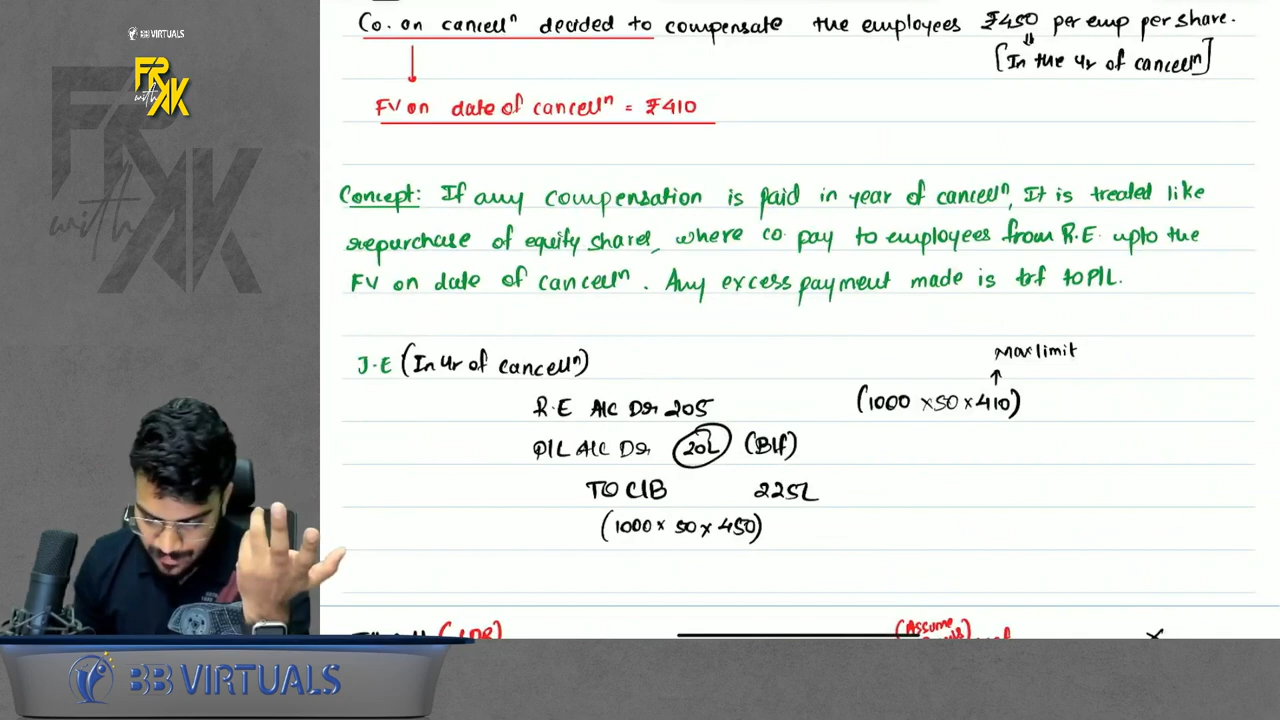 BB VIRTUALS
FR
with
AK
Co. on cancellⁿ decided to compensate the employees ₹450 per emp per share.
[In the yr of cancellⁿ]
FV on date of cancellⁿ = ₹410
Concept: If any compensation is paid in year of cancellⁿ, It is treated like
repurchase of equity shares, where co. pay to employees from R.E. upto the
FV on date of cancellⁿ. Any excess payment made is trf to P/L.
Max limit
J.E (In yr of cancellⁿ)
R.E A/C Dr. 205
(1000 × 50 × 410)
P/L A/C Dr. 20L (B/f)
TO C/B 225L
(1000 × 50 × 450)
(Assume
BB VIRTUALS